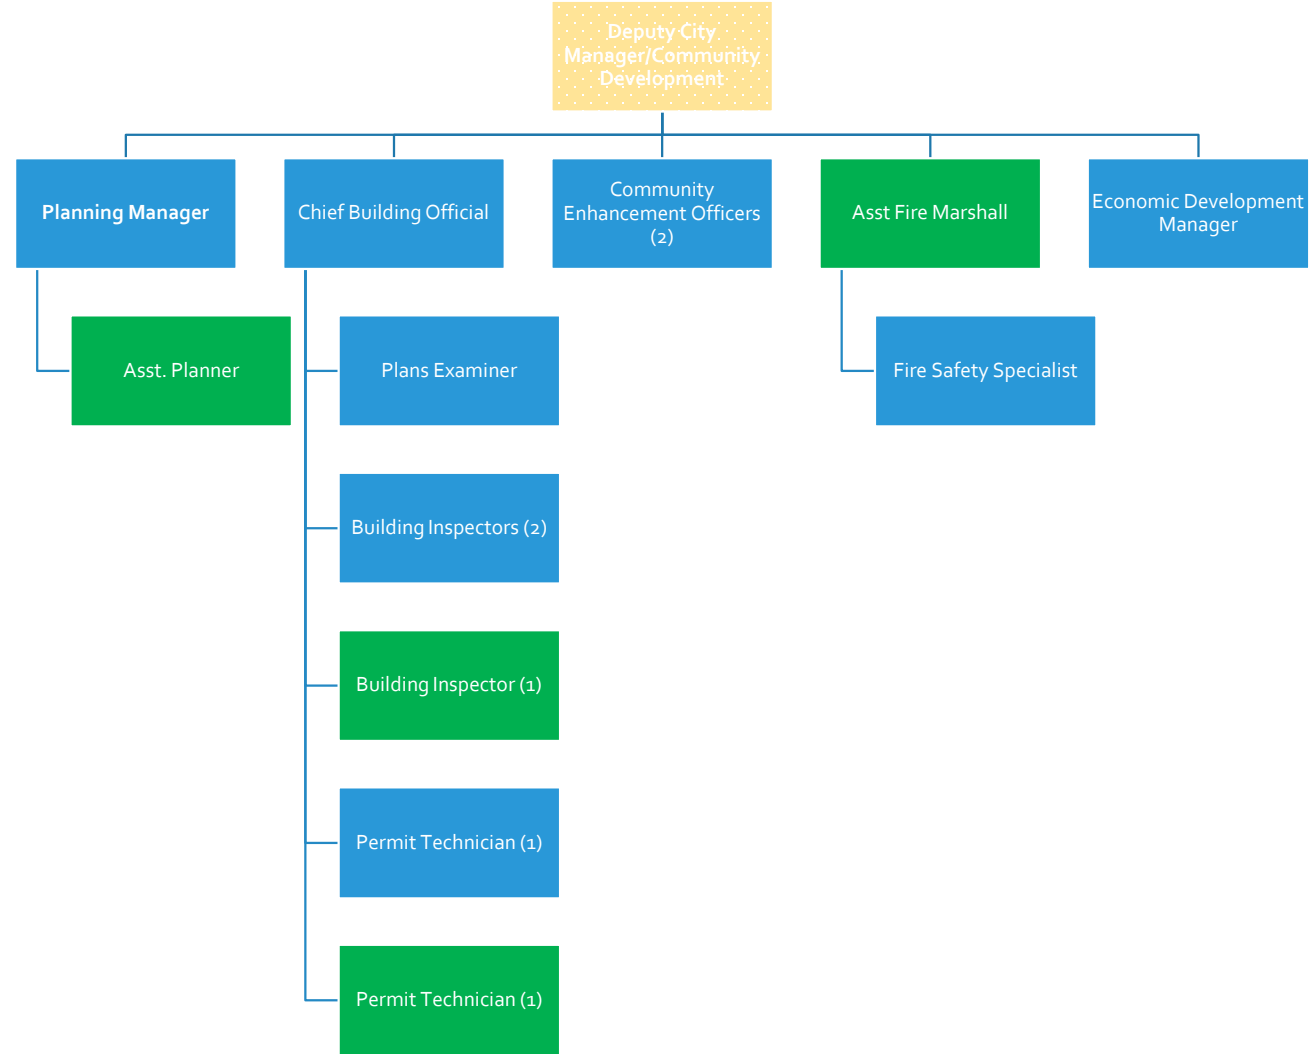 Deputy City
Manager/Community
Development
Planning Manager
Chief Building Official
Community
Enhancement Officers
(2)
Asst Fire Marshall
Economic Development
Manager
Asst. Planner
Plans Examiner
Fire Safety Specialist
Building Inspectors (2)
Building Inspector (1)
Permit Technician (1)
Permit Technician (1)